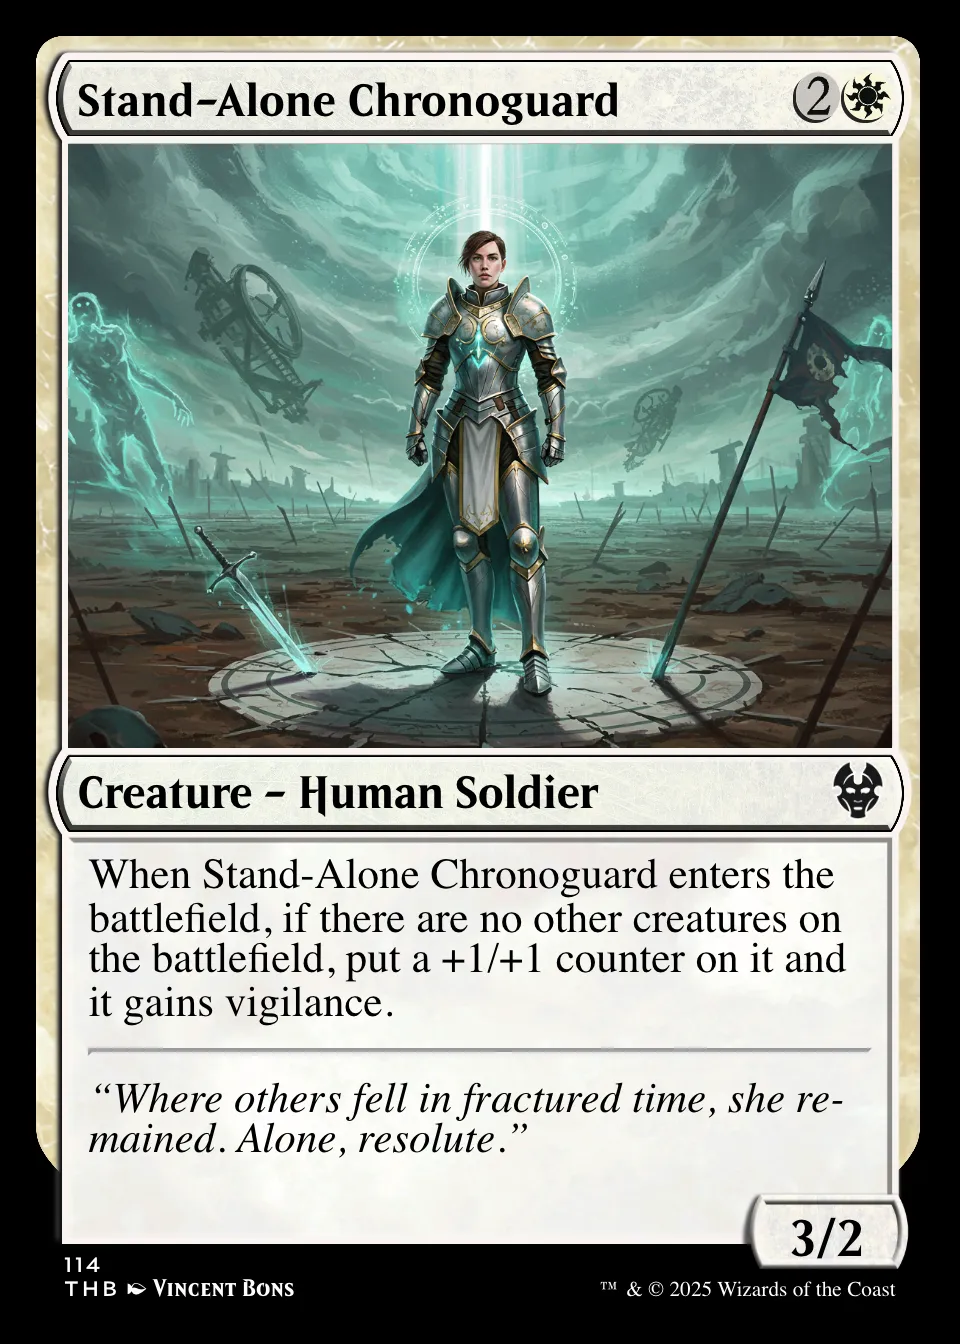 Stand-Alone Chronoguard 2
Creature – Human Soldier
When Stand-Alone Chronoguard enters the
battlefield, if there are no other creatures on
the battlefield, put a +1/+1 counter on it and
it gains vigilance.
“Where others fell in fractured time, she re-
mained. Alone, resolute.”
3/2
114
THB Vincent Bons
™ & © 2025 Wizards of the Coast